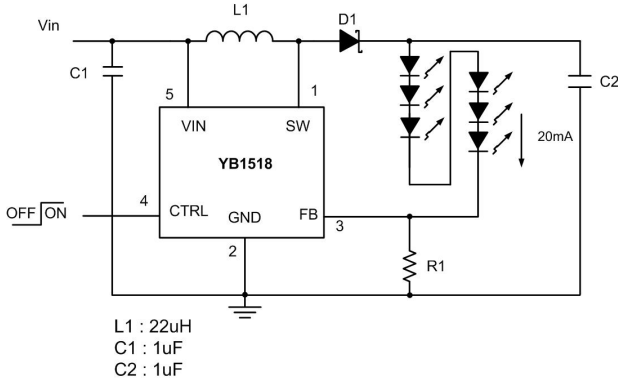 L1
D1
Vin
C1
C2
5
1
VIN
SW
YB1518
20mA
OFF ON
4
CTRL
GND
FB
3
2
R1
L1 : 22uH
C1 : 1uF
C2 : 1uF